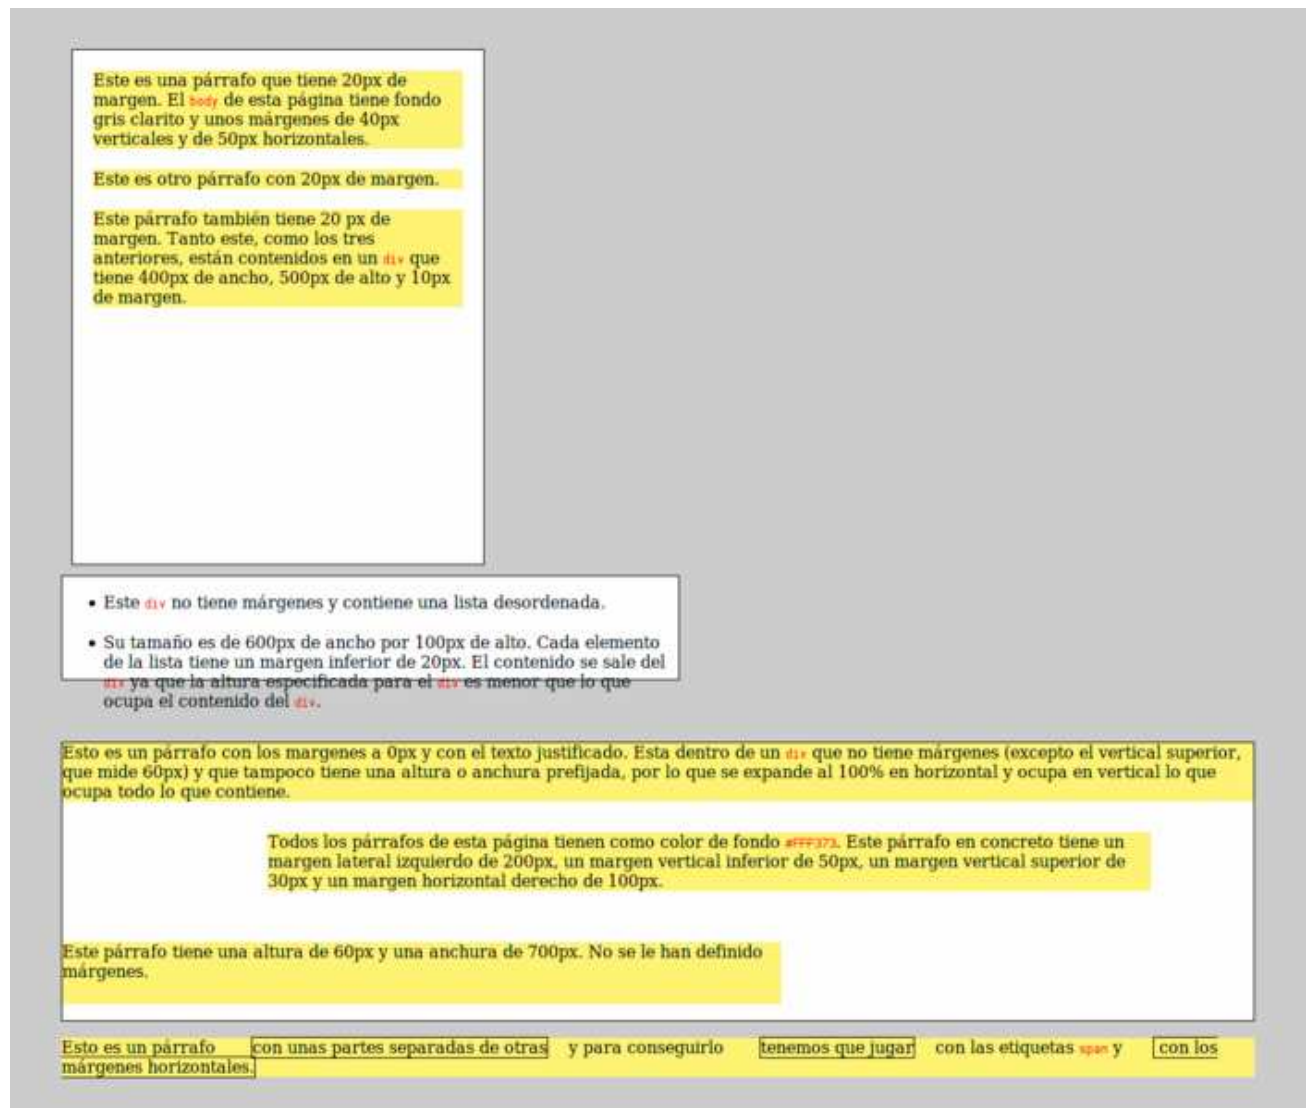 Este es una párrafo que tiene 20px de
margen. El body de esta página tiene fondo
gris clarito y unos márgenes de 40px
verticales y de 50px horizontales.
Este es otro párrafo con 20px de margen.
Este párrafo también tiene 20 px de
margen. Tanto este, como los tres
anteriores, están contenidos en un div que
tiene 400px de ancho, 500px de alto y 10px
de margen.
• Este div no tiene márgenes y contiene una lista desordenada.
• Su tamaño es de 600px de ancho por 100px de alto. Cada elemento
de la lista tiene un margen inferior de 20px. El contenido se sale del
div ya que la altura especificada para el div es menor que lo que
ocupa el contenido del div.
Esto es un párrafo con los margenes a 0px y con el texto justificado. Esta dentro de un div que no tiene márgenes (excepto el vertical superior,
que mide 60px) y que tampoco tiene una altura o anchura prefijada, por lo que se expande al 100% en horizontal y ocupa en vertical lo que
ocupa todo lo que contiene.
Todos los párrafos de esta página tienen como color de fondo #FFF373. Este párrafo en concreto tiene un
margen lateral izquierdo de 200px, un margen vertical inferior de 50px, un margen vertical superior de
30px y un margen horizontal derecho de 100px.
Este párrafo tiene una altura de 60px y una anchura de 700px. No se le han definido
márgenes.
Esto es un párrafo con unas partes separadas de otras y para conseguirlo tenemos que jugar con las etiquetas span y con los
márgenes horizontales.